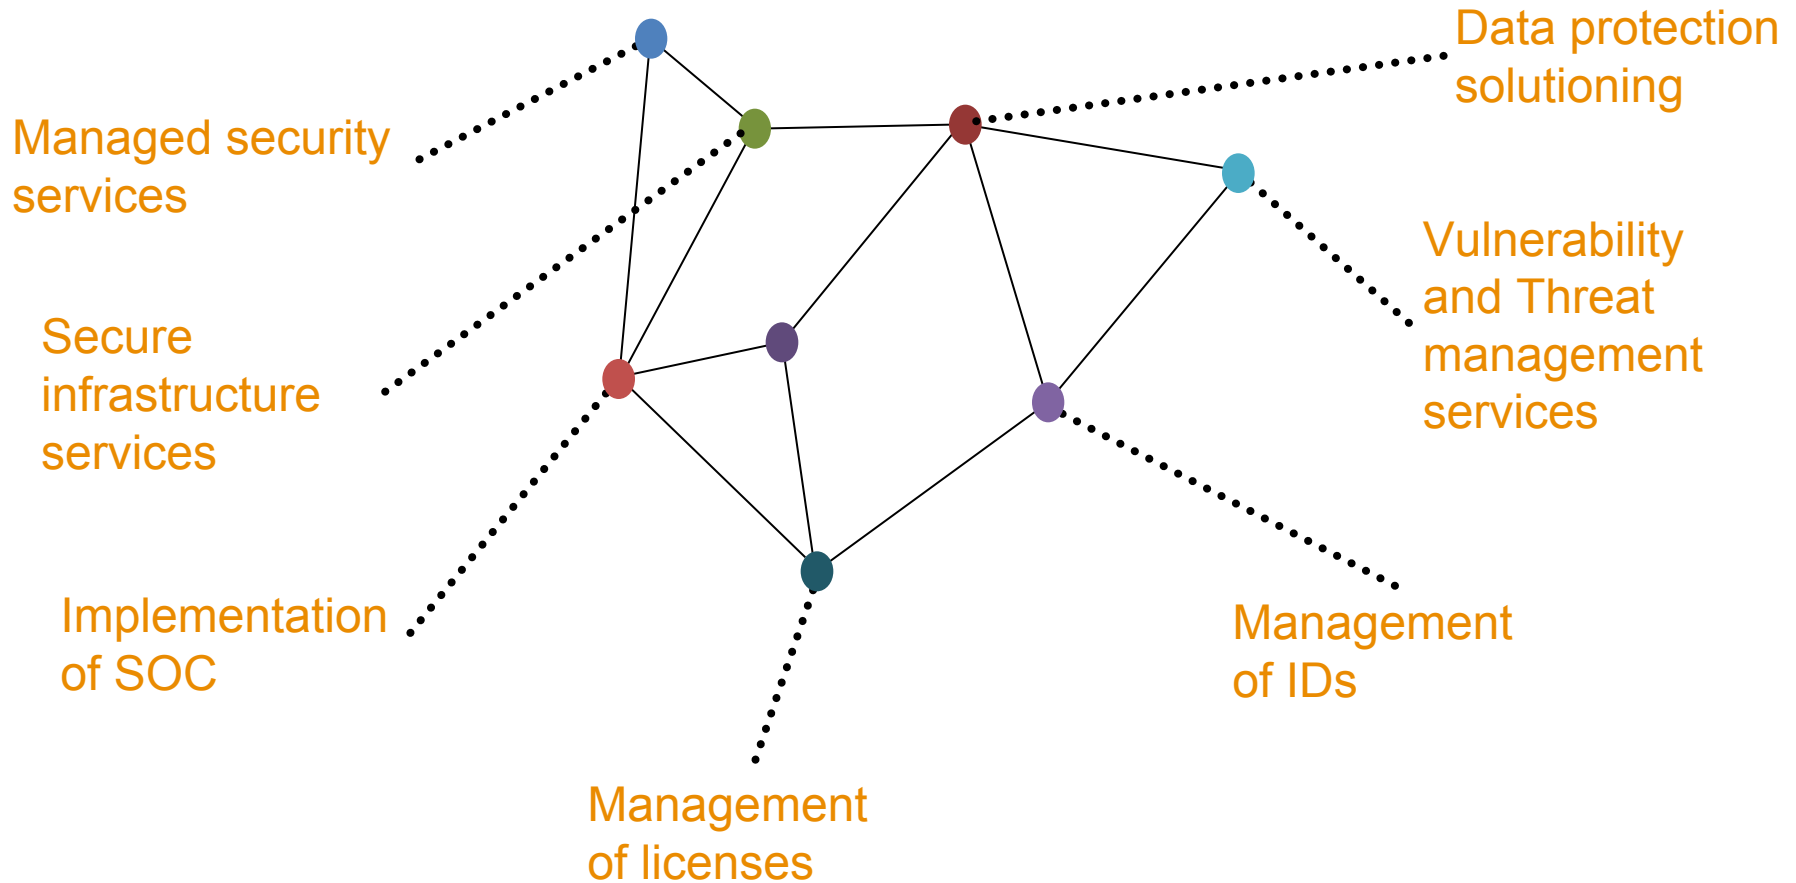 Data protection
solutioning
Managed security
services
Vulnerability
and Threat
management
services
Secure
infrastructure
services
Implementation
of SOC
Management
of IDs
Management
of licenses